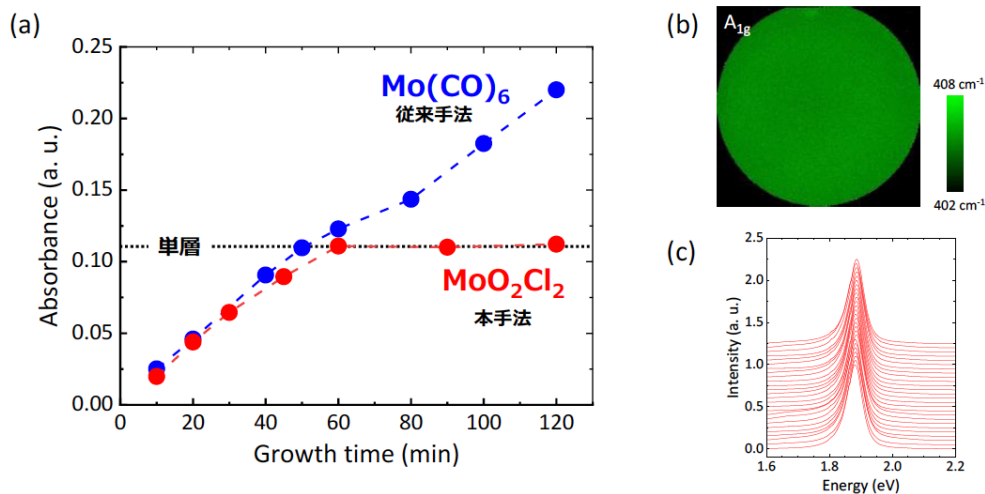 (a)
Absorbance (a. u.)
0.25
0.20
0.15
0.10
0.05
0.00
Mo(CO)₆
従来手法
単層
MoO₂Cl₂
本手法
0 20 40 60 80 100 120
Growth time (min)
(b)
A₁g
408 cm⁻¹
402 cm⁻¹
(c)
Intensity (a. u.)
2.5
2.0
1.5
1.0
0.5
0.0
1.6 1.8 2.0 2.2
Energy (eV)